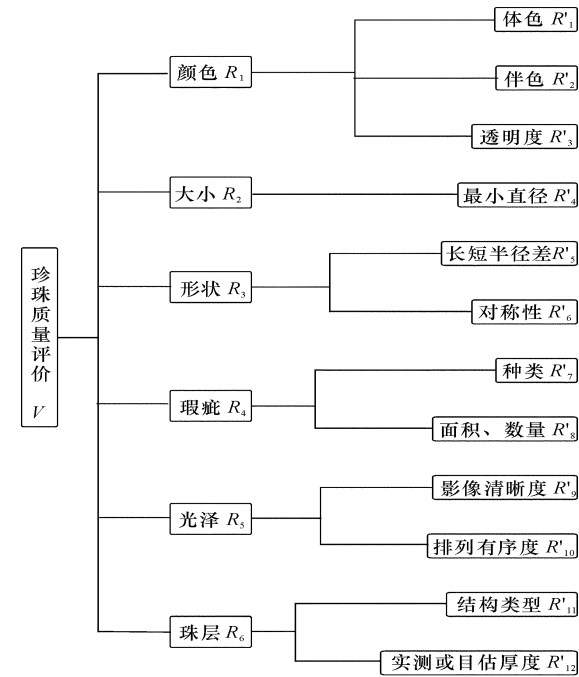 珍珠质量评价 V
颜色 R₁
体色 R'₁
伴色 R'₂
透明度 R'₃
大小 R₂
最小直径 R'₄
形状 R₃
长短半径差R'₅
对称性 R'₆
瑕疵 R₄
种类 R'₇
面积、数量 R'₈
光泽 R₅
影像清晰度 R'₉
排列有序度 R'₁₀
珠层 R₆
结构类型 R'₁₁
实测或目估厚度 R'₁₂